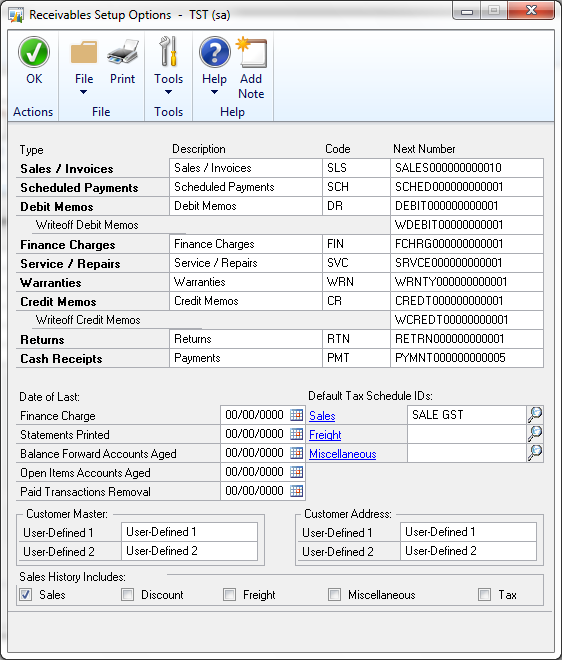 Receivables Setup Options - TST (sa)
OK File Print Tools Help Add Note
Actions File Tools Help
Type Description Code Next Number
Sales / Invoices Sales / Invoices SLS SALES000000000010
Scheduled Payments Scheduled Payments SCH SCHED000000000001
Debit Memos Debit Memos DR DEBIT000000000001
Writeoff Debit Memos WDEBIT0000000000001
Finance Charges Finance Charges FIN FCHRG000000000001
Service / Repairs Service / Repairs SVC SRVCE000000000001
Warranties Warranties WRN WRNTY000000000001
Credit Memos Credit Memos CR CREDT000000000001
Writeoff Credit Memos WCREDT0000000000001
Returns Returns RTN RETRN000000000001
Cash Receipts Payments PMT PYMNT000000000005
Date of Last: Default Tax Schedule IDs:
Finance Charge 00/00/0000 Sales SALE GST
Statements Printed 00/00/0000 Freight
Balance Forward Accounts Aged 00/00/0000 Miscellaneous
Open Items Accounts Aged 00/00/0000
Paid Transactions Removal 00/00/0000
Customer Master: Customer Address:
User-Defined 1 User-Defined 1 User-Defined 1 User-Defined 1
User-Defined 2 User-Defined 2 User-Defined 2 User-Defined 2
Sales History Includes:
Sales Discount Freight Miscellaneous Tax